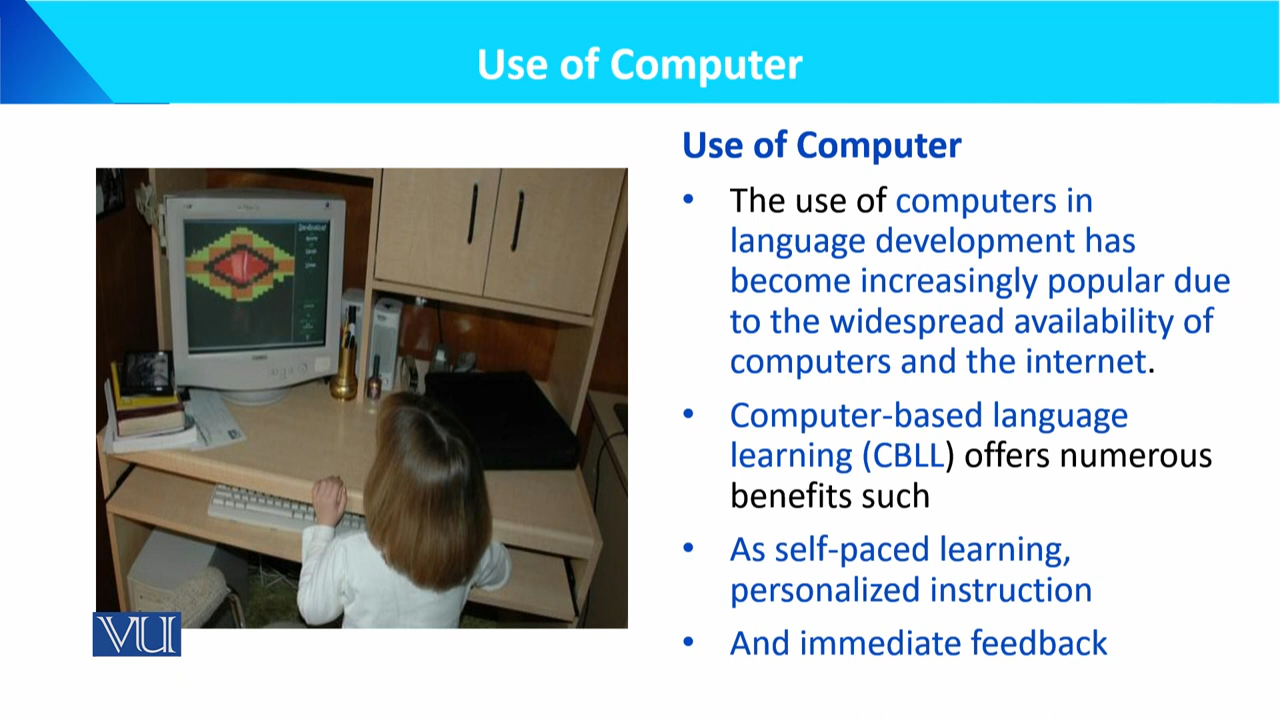 Use of Computer
Use of Computer
• The use of computers in
language development has
become increasingly popular due
to the widespread availability of
computers and the internet.
• Computer-based language
learning (CBLL) offers numerous
benefits such
• As self-paced learning,
personalized instruction
• And immediate feedback
VU